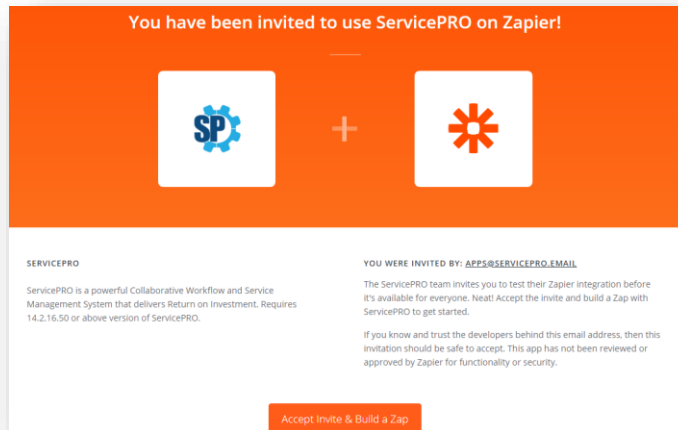 You have been invited to use ServicePRO on Zapier!
SP
+
SERVICEPRO
ServicePRO is a powerful Collaborative Workflow and Service
Management System that delivers Return on Investment. Requires
14.2.16.50 or above version of ServicePRO.
YOU WERE INVITED BY: APPS@SERVICEPRO.EMAIL
The ServicePRO team invites you to test their Zapier integration before
it's available for everyone. Neat! Accept the invite and build a Zap with
ServicePRO to get started.
If you know and trust the developers behind this email address, then this
invitation should be safe to accept. This app has not been reviewed or
approved by Zapier for functionality or security.
Accept Invite & Build a Zap